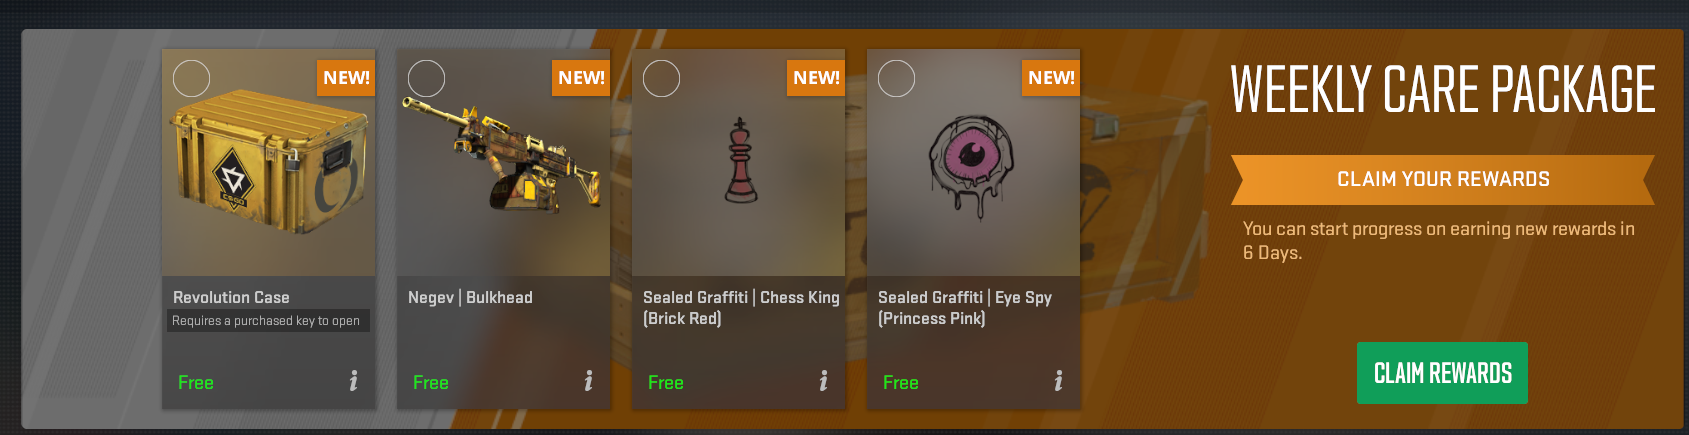 NEW!
NEW!
NEW!
NEW!
CS GO
Revolution Case
Requires a purchased key to open
Free
i
Negev | Bulkhead
Free
i
Sealed Graffiti | Chess King
(Brick Red)
Free
i
Sealed Graffiti | Eye Spy
(Princess Pink)
Free
i
WEEKLY CARE PACKAGE
CLAIM YOUR REWARDS
You can start progress on earning new rewards in
6 Days.
CLAIM REWARDS